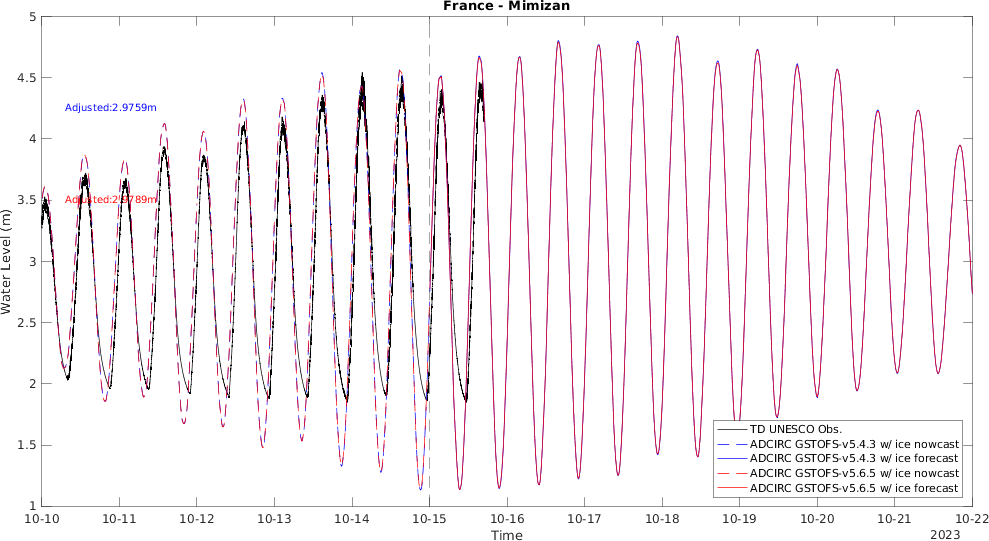 France - Mimizan
Water Level (m)
5
4.5
4
3.5
3
2.5
2
1.5
1
Adjusted:2.9759m
Adjusted:2.9789m
TD UNESCO Obs.
ADCIRC GSTOFS-v5.4.3 w/ ice nowcast
ADCIRC GSTOFS-v5.4.3 w/ ice forecast
ADCIRC GSTOFS-v5.6.5 w/ ice nowcast
ADCIRC GSTOFS-v5.6.5 w/ ice forecast
10-10 10-11 10-12 10-13 10-14 10-15 10-16 10-17 10-18 10-19 10-20 10-21 10-22
Time
2023